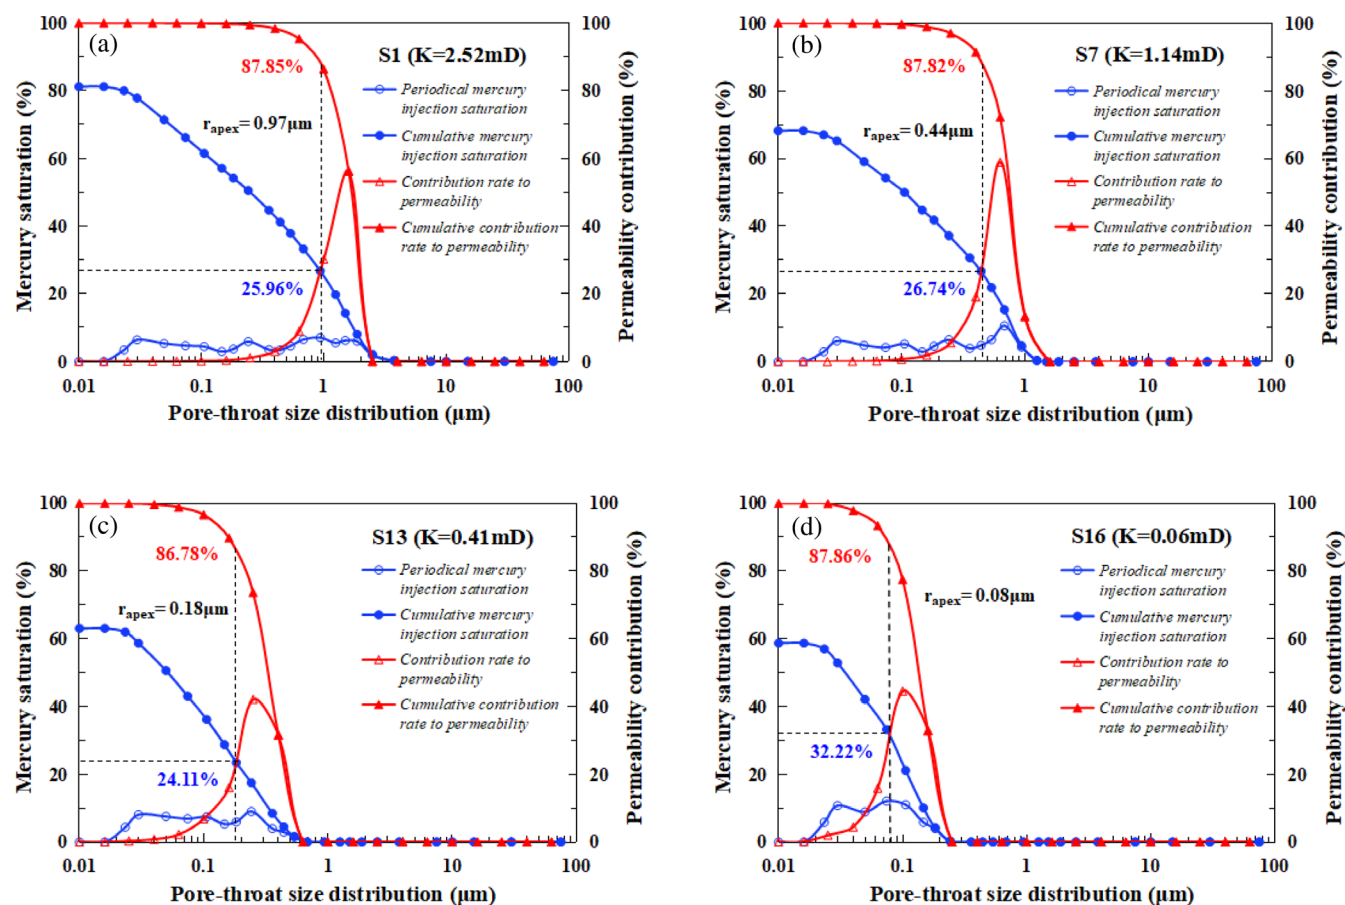 (a)
S1 (K=2.52mD)
87.85%
Periodical mercury
injection saturation
Cumulative mercury
injection saturation
Contribution rate to
permeability
Cumulative contribution
rate to permeability
rapex= 0.97μm
25.96%
Mercury saturation (%)
100
80
60
40
20
0
Permeability contribution (%)
100
80
60
40
20
0
0.01 0.1 1 10 100
Pore-throat size distribution (μm)
(b)
S7 (K=1.14mD)
87.82%
Periodical mercury
injection saturation
Cumulative mercury
injection saturation
Contribution rate to
permeability
Cumulative contribution
rate to permeability
rapex= 0.44μm
26.74%
Mercury saturation (%)
100
80
60
40
20
0
Permeability contribution (%)
100
80
60
40
20
0
0.01 0.1 1 10 100
Pore-throat size distribution (μm)
(c)
S13 (K=0.41mD)
86.78%
Periodical mercury
injection saturation
Cumulative mercury
injection saturation
Contribution rate to
permeability
Cumulative contribution
rate to permeability
rapex= 0.18μm
24.11%
Mercury saturation (%)
100
80
60
40
20
0
Permeability contribution (%)
100
80
60
40
20
0
0.01 0.1 1 10 100
Pore-throat size distribution (μm)
(d)
S16 (K=0.06mD)
87.86%
Periodical mercury
injection saturation
Cumulative mercury
injection saturation
Contribution rate to
permeability
Cumulative contribution
rate to permeability
rapex= 0.08μm
32.22%
Mercury saturation (%)
100
80
60
40
20
0
Permeability contribution (%)
100
80
60
40
20
0
0.01 0.1 1 10 100
Pore-throat size distribution (μm)